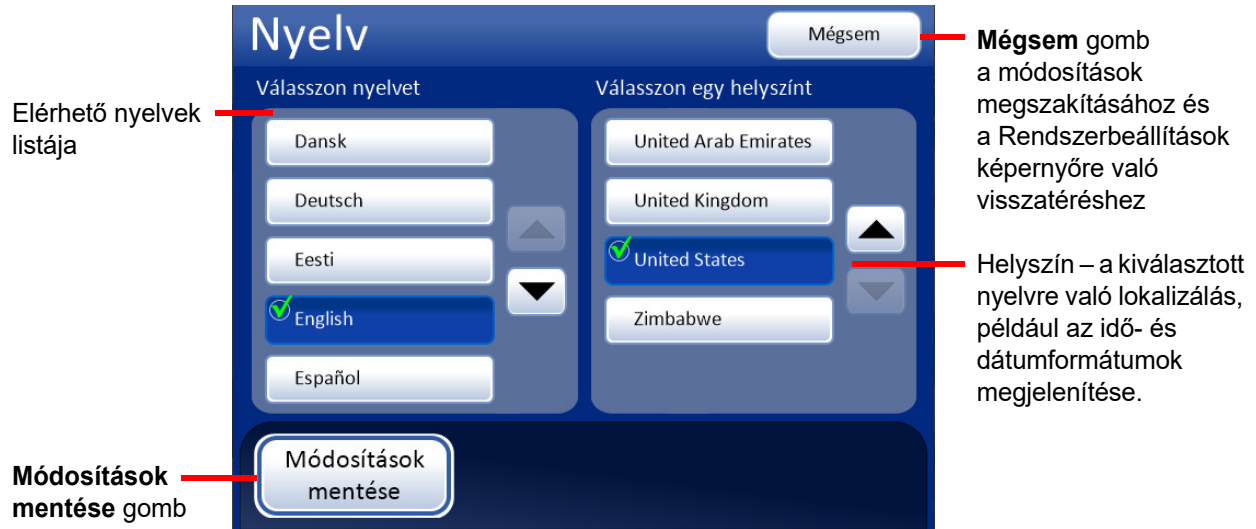 Nyelv
Mégsem
Válasszon nyelvet
Válasszon egy helyszínt
Dansk
Deutsch
Eesti
English
Español
United Arab Emirates
United Kingdom
United States
Zimbabwe
Módosítások
mentése
Elérhető nyelvek
listája
Módosítások
mentése gomb
Mégsem gomb
a módosítások
megszakításához és
a Rendszerbeállítások
képernyőre való
visszatéréshez
Helyszín – a kiválasztott
nyelvre való lokalizálás,
például az idő- és
dátumformátumok
megjelenítése.